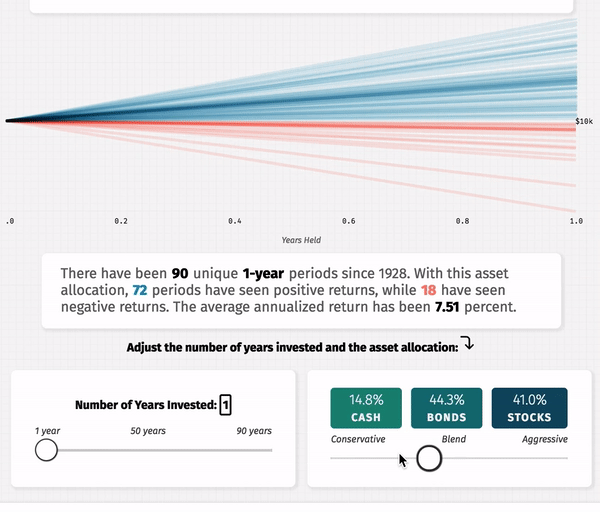 $10k
.0 0.2 0.4 0.6 0.8 1.0
Years Held
There have been 90 unique 1-year periods since 1928. With this asset
allocation, 72 periods have seen positive returns, while 18 have seen
negative returns. The average annualized return has been 7.51 percent.
Adjust the number of years invested and the asset allocation:
Number of Years Invested: 1
1 year 50 years 90 years
14.8% 44.3% 41.0%
CASH BONDS STOCKS
Conservative Blend Aggressive